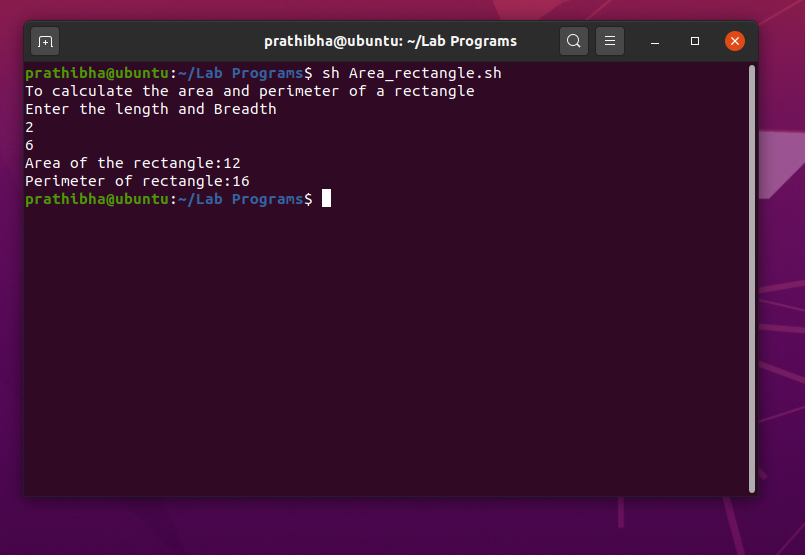 prathibha@ubuntu: ~/Lab Programs
prathibha@ubuntu:~/Lab Programs$ sh Area_rectangle.sh
To calculate the area and perimeter of a rectangle
Enter the length and Breadth
2
6
Area of the rectangle:12
Perimeter of rectangle:16
prathibha@ubuntu:~/Lab Programs$